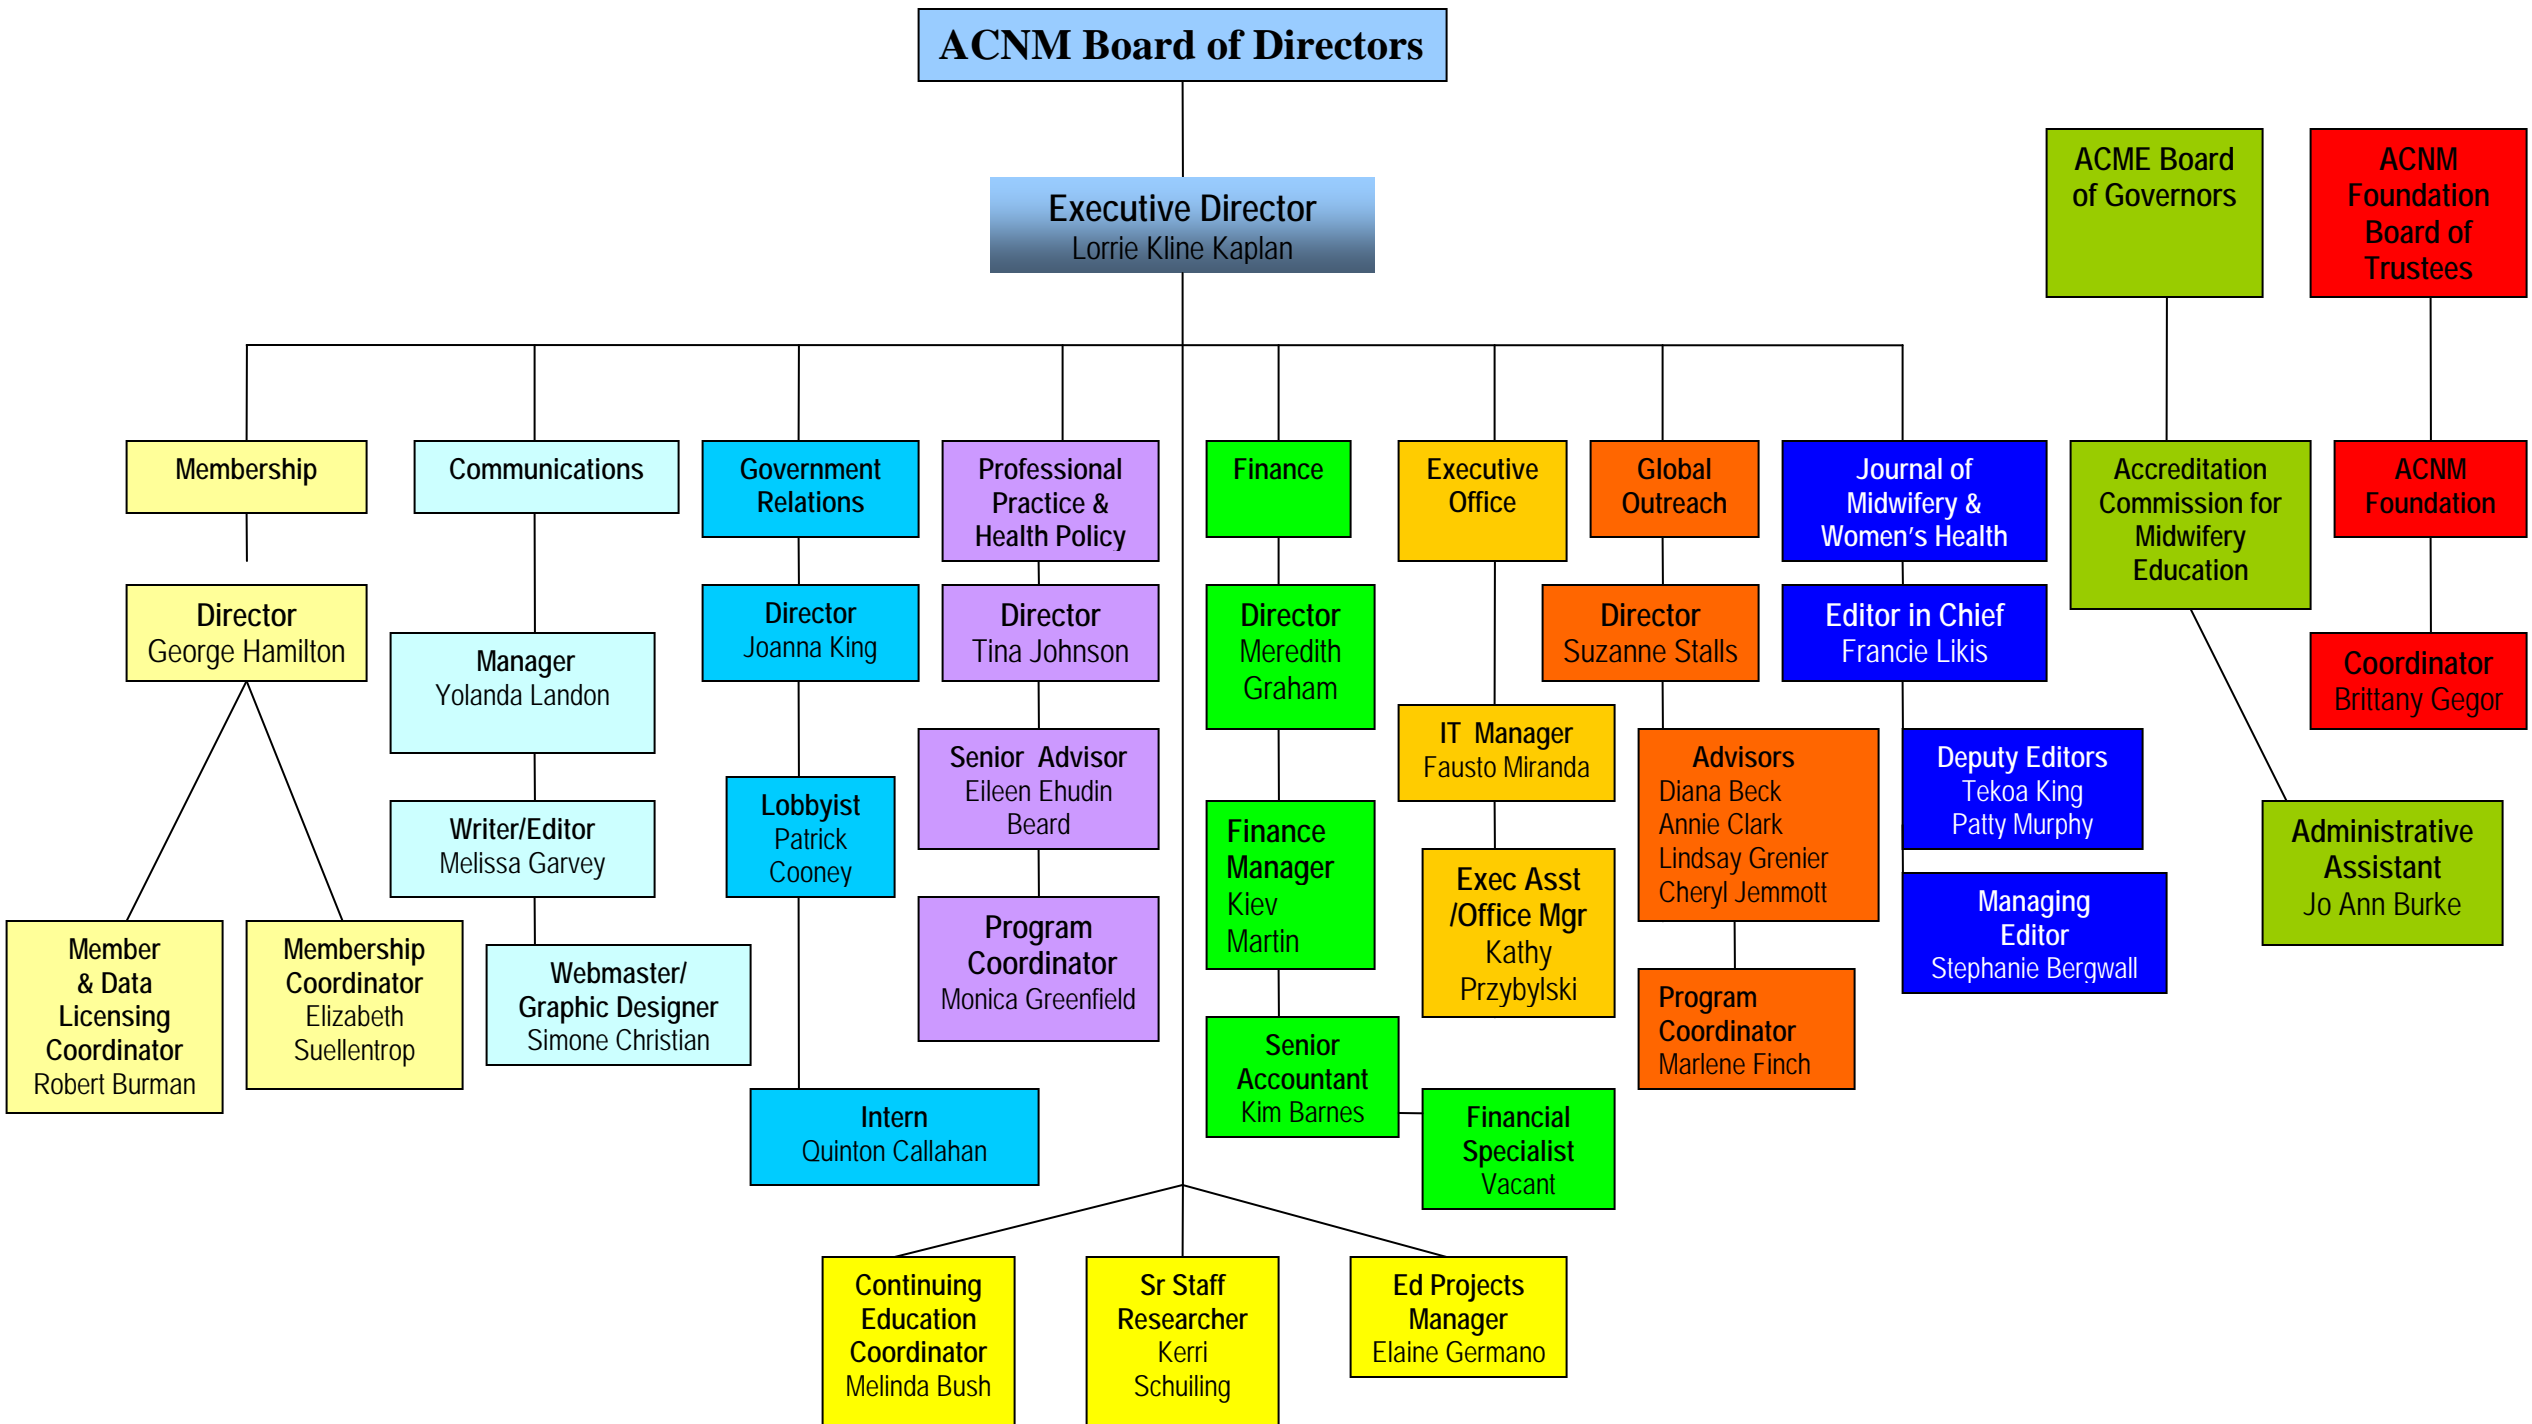 ACNM Board of Directors
Executive Director
Lorrie Kline Kaplan
ACME Board
of Governors
ACNM
Foundation
Board of
Trustees
Membership
Communications
Government
Relations
Professional
Practice &
Health Policy
Finance
Executive
Office
Global
Outreach
Journal of
Midwifery &
Women's Health
Accreditation
Commission for
Midwifery
Education
ACNM
Foundation
Director
George Hamilton
Manager
Yolanda Landon
Director
Joanna King
Director
Tina Johnson
Director
Meredith
Graham
IT Manager
Fausto Miranda
Director
Suzanne Stalls
Editor in Chief
Francie Likis
Coordinator
Brittany Gegor
Writer/Editor
Melissa Garvey
Lobbyist
Patrick
Cooney
Senior Advisor
Eileen Ehudin
Beard
Finance
Manager
Kiev
Martin
Exec Asst
/Office Mgr
Kathy
Przybylski
Advisors
Diana Beck
Annie Clark
Lindsay Grenier
Cheryl Jemmott
Deputy Editors
Tekoa King
Patty Murphy
Administrative
Assistant
Jo Ann Burke
Member
& Data
Licensing
Coordinator
Robert Burman
Membership
Coordinator
Elizabeth
Suellentrop
Webmaster/
Graphic Designer
Simone Christian
Program
Coordinator
Monica Greenfield
Managing
Editor
Stephanie Bergwall
Program
Coordinator
Marlene Finch
Senior
Accountant
Kim Barnes
Intern
Quinton Callahan
Financial
Specialist
Vacant
Continuing
Education
Coordinator
Melinda Bush
Sr Staff
Researcher
Kerri
Schuiling
Ed Projects
Manager
Elaine Germano